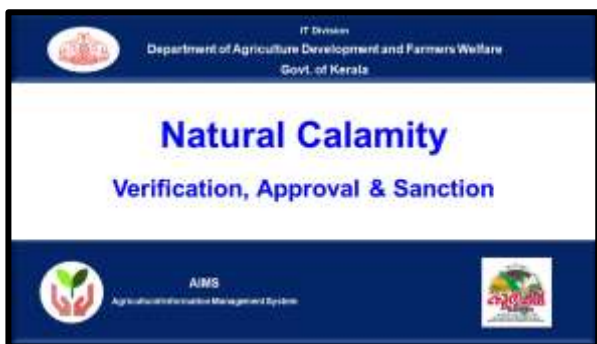 IT Division
Department of Agriculture Development and Farmers Welfare
Govt. of Kerala
Natural Calamity
Verification, Approval & Sanction
AIMS
Agricultural Information Management System